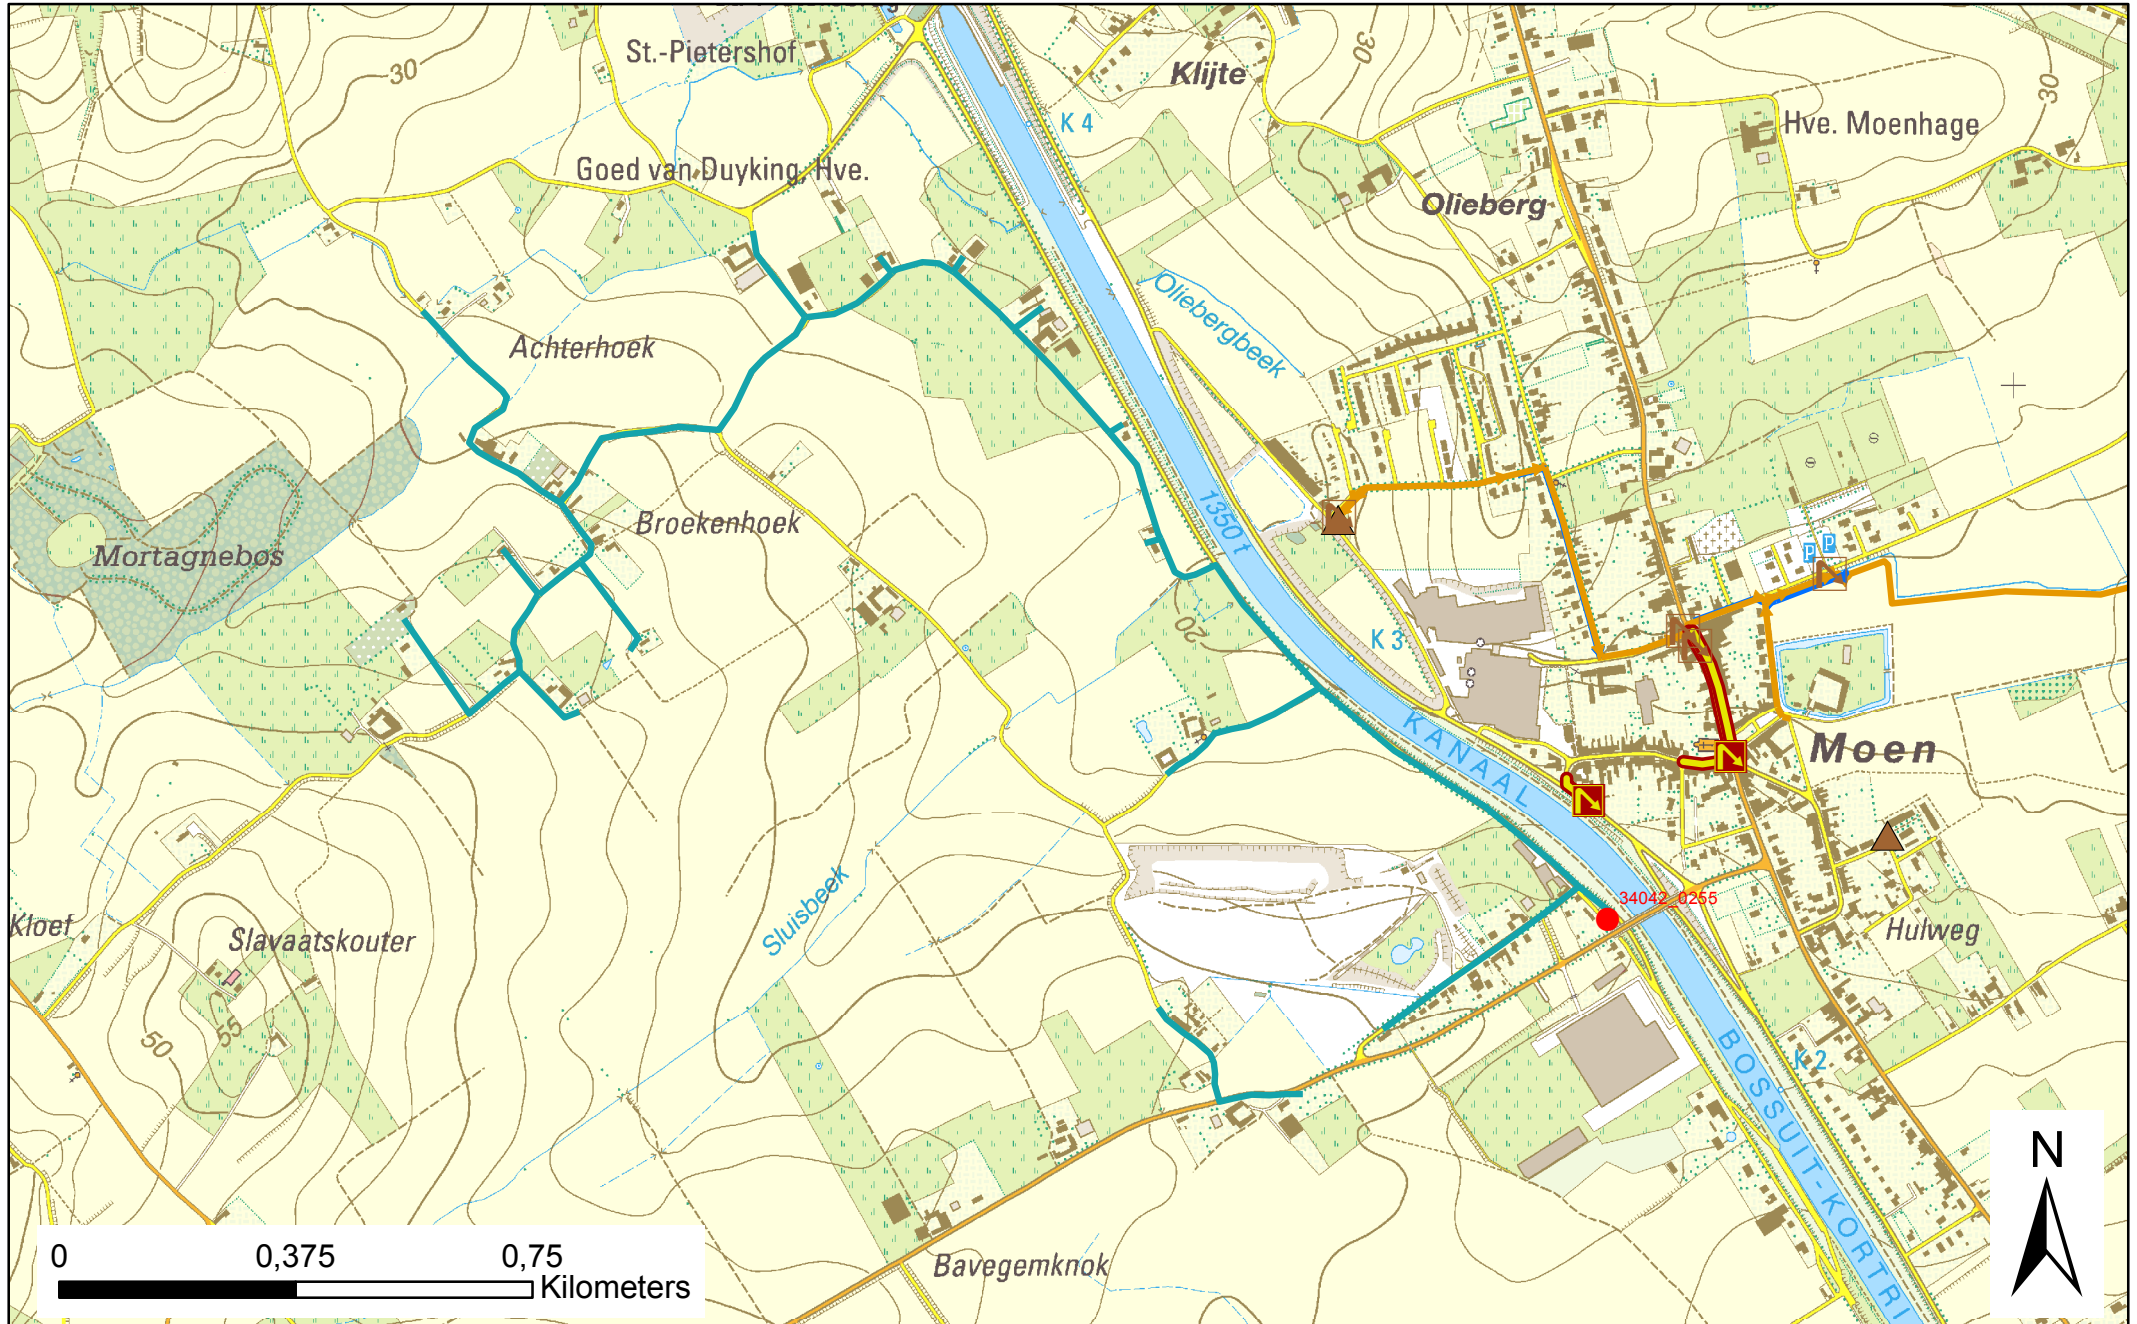 St.-Pietershof
30
Klijte
30
30
K 4
Hve. Moenhage
Goed van Duyking, Hve.
Olieberg
Oliebergbeek
Achterhoek
1350 t
Broekenhoek
Mortagnebos
P P
20
K 3
KANAAL
Moen
Sluisbeek
34042_0255
Kloef
Slavaatskouter
Hulweg
50
55
K 2
BOSSUIT-KORTRI
N
Bavegemknok
0 0,375 0,75
Kilometers